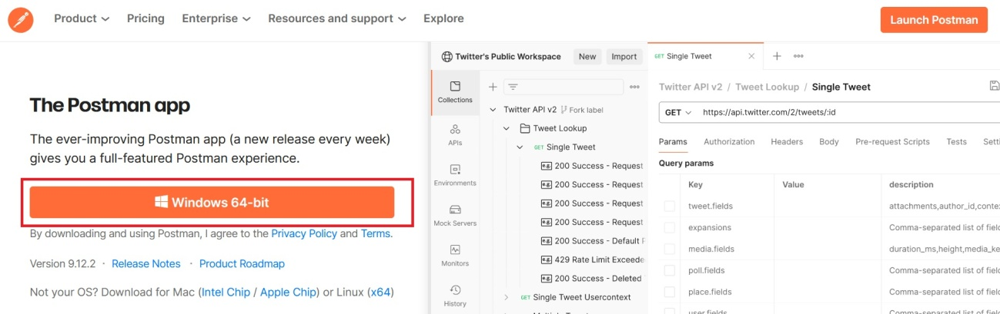 Product Pricing Enterprise Resources and support Explore Launch Postman
The Postman app
The ever-improving Postman app (a new release every week)
gives you a full-featured Postman experience.
Windows 64-bit
By downloading and using Postman, I agree to the Privacy Policy and Terms.
Version 9.12.2 · Release Notes · Product Roadmap
Not your OS? Download for Mac (Intel Chip / Apple Chip) or Linux (x64)
Twitter's Public Workspace New Import
Collections
APIs
Environments
Mock Servers
Monitors
History
Twitter API v2 Fork label
Tweet Lookup
GET Single Tweet
e.g. 200 Success - Request
e.g. 200 Success - Request
e.g. 200 Success - Request
e.g. 200 Success - Request
e.g. 200 Success - Default
e.g. 429 Rate Limit Exceede
e.g. 200 Success - Deleted
GET Single Tweet Usercontext
GET Single Tweet
Twitter API v2 / Tweet Lookup / Single Tweet
GET https://api.twitter.com/2/tweets/:id
Params Authorization Headers Body Pre-request Scripts Tests Setti
Query params
Key Value description
tweet.fields attachments,author_id,contex
expansions Comma-separated list of field
media.fields duration_ms,height,media_ke
poll.fields Comma-separated list of field
place.fields Comma-separated list of field
user.fields Comma-separated list of field